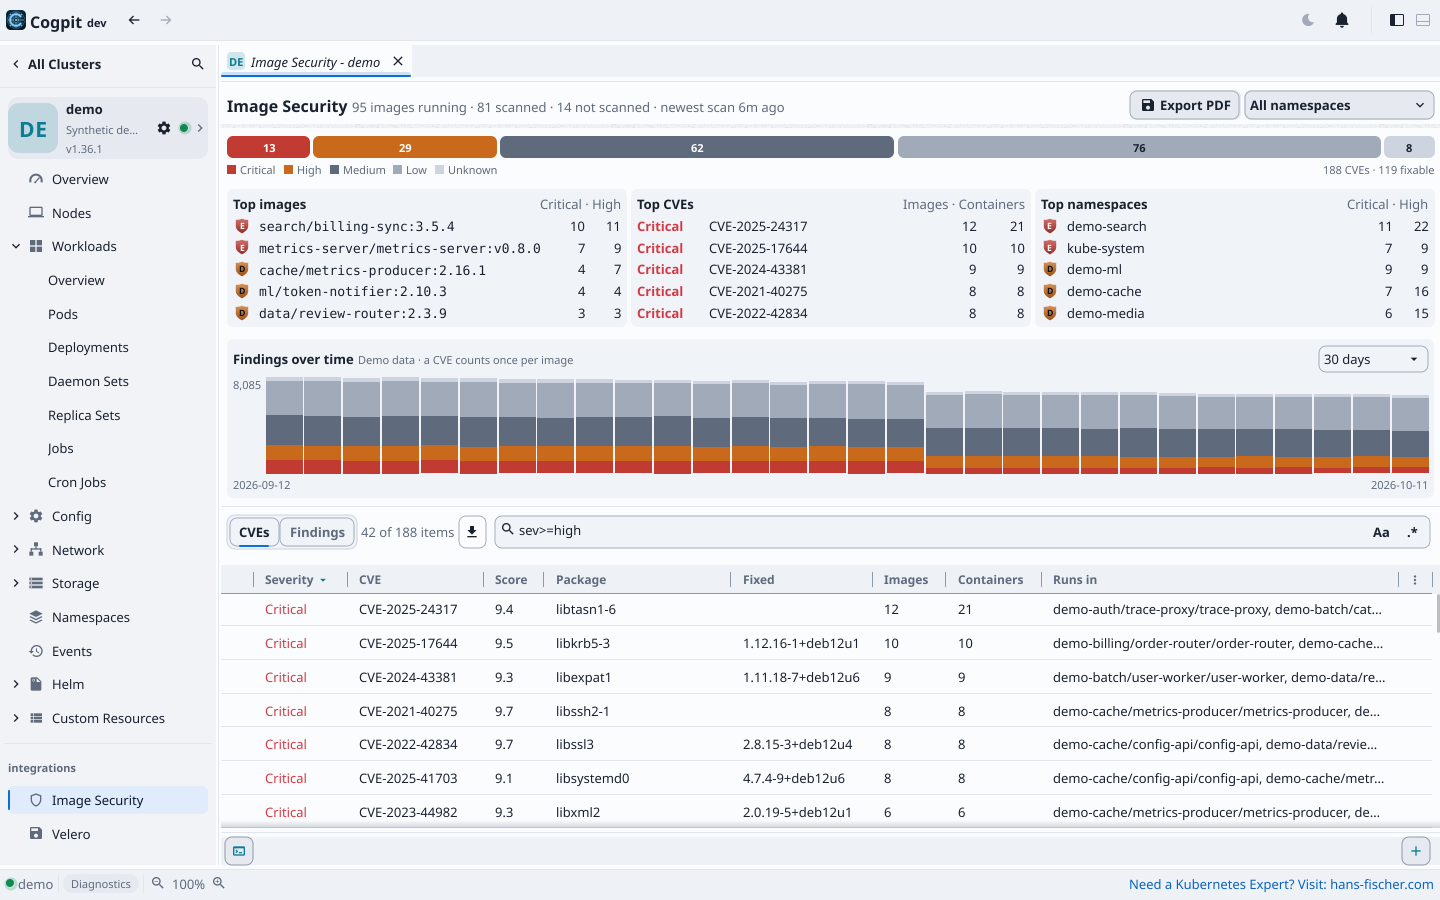 Cogpit dev
All Clusters
DE
demo
Synthetic de...
v1.36.1
Overview
Nodes
Workloads
Overview
Pods
Deployments
Daemon Sets
Replica Sets
Jobs
Cron Jobs
Config
Network
Storage
Namespaces
Events
Helm
Custom Resources
integrations
Image Security
Velero
DE Image Security - demo
Image Security 95 images running · 81 scanned · 14 not scanned · newest scan 6m ago
Export PDF
All namespaces
13 29 62 76 8
Critical High Medium Low Unknown
188 CVEs · 119 fixable
Top images Critical · High
E search/billing-sync:3.5.4 10 11
E metrics-server/metrics-server:v0.8.0 7 9
D cache/metrics-producer:2.16.1 4 7
D ml/token-notifier:2.10.3 4 4
D data/review-router:2.3.9 3 3
Top CVEs Images · Containers
Critical CVE-2025-24317 12 21
Critical CVE-2025-17644 10 10
Critical CVE-2024-43381 9 9
Critical CVE-2021-40275 8 8
Critical CVE-2022-42834 8 8
Top namespaces Critical · High
E demo-search 11 22
E kube-system 7 9
D demo-ml 9 9
D demo-cache 7 16
D demo-media 6 15
Findings over time Demo data · a CVE counts once per image
30 days
8,085
2026-09-12 2026-10-11
CVEs Findings 42 of 188 items
sev>=high
Aa .*
Severity CVE Score Package Fixed Images Containers Runs in
Critical CVE-2025-24317 9.4 libtasn1-6 12 21 demo-auth/trace-proxy/trace-proxy, demo-batch/cat...
Critical CVE-2025-17644 9.5 libkrb5-3 1.12.16-1+deb12u1 10 10 demo-billing/order-router/order-router, demo-cache...
Critical CVE-2024-43381 9.3 libexpat1 1.11.18-7+deb12u6 9 9 demo-batch/user-worker/user-worker, demo-data/re...
Critical CVE-2021-40275 9.7 libssh2-1 8 8 demo-cache/metrics-producer/metrics-producer, de...
Critical CVE-2022-42834 9.7 libssl3 2.8.15-3+deb12u4 8 8 demo-cache/config-api/config-api, demo-data/revie...
Critical CVE-2025-41703 9.1 libsystemd0 4.7.4-9+deb12u6 8 8 demo-cache/config-api/config-api, demo-cache/metr...
Critical CVE-2023-44982 9.3 libxml2 2.0.19-5+deb12u1 6 6 demo-cache/metrics-producer/metrics-producer, de...
demo
Diagnostics
100%
Need a Kubernetes Expert? Visit: hans-fischer.com